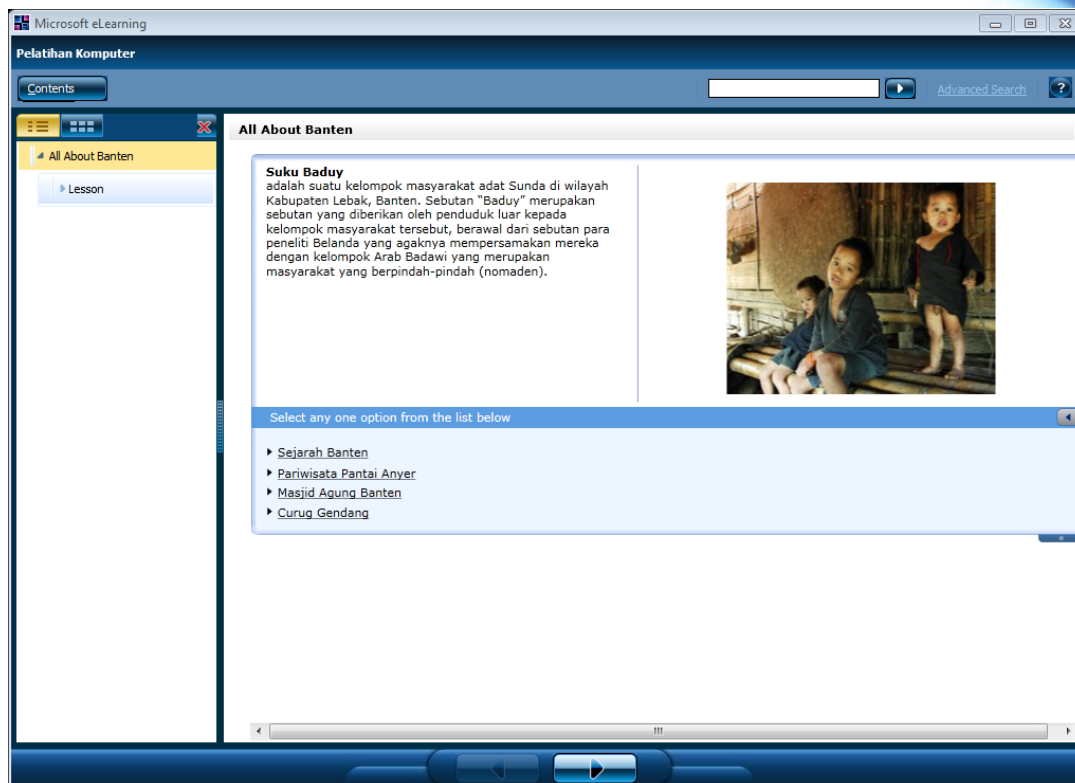 Microsoft eLearning
Pelatihan Komputer
Contents
Advanced Search
?
All About Banten
Lesson
All About Banten
Suku Baduy
adalah suatu kelompok masyarakat adat Sunda di wilayah
Kabupaten Lebak, Banten. Sebutan "Baduy" merupakan
sebutan yang diberikan oleh penduduk luar kepada
kelompok masyarakat tersebut, berawal dari sebutan para
peneliti Belanda yang agaknya mempersamakan mereka
dengan kelompok Arab Badawi yang merupakan
masyarakat yang berpindah-pindah (nomaden).
Select any one option from the list below
Sejarah Banten
Pariwisata Pantai Anyer
Masjid Agung Banten
Curug Gendang